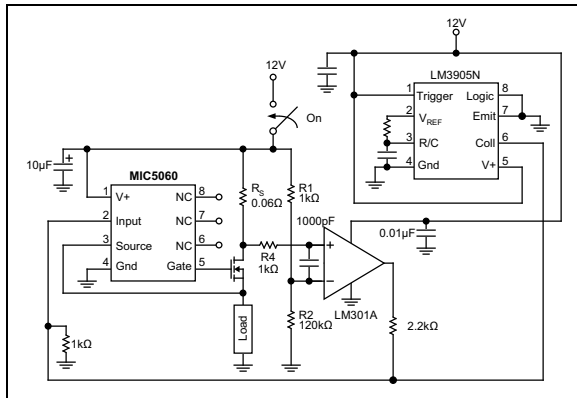 12V
12V
LM3905N
1 Trigger Logic 8
2 VREF Emit 7
3 R/C Coll 6
4 Gnd V+ 5
On
10µF +
MIC5060
1 V+ NC 8
2 Input NC 7
3 Source NC 6
4 Gnd Gate 5
RS
0.06Ω
R1
1kΩ
1000pF
R4
1kΩ
+
−
0.01µF
LM301A
R2
120kΩ
Load
2.2kΩ
1kΩ